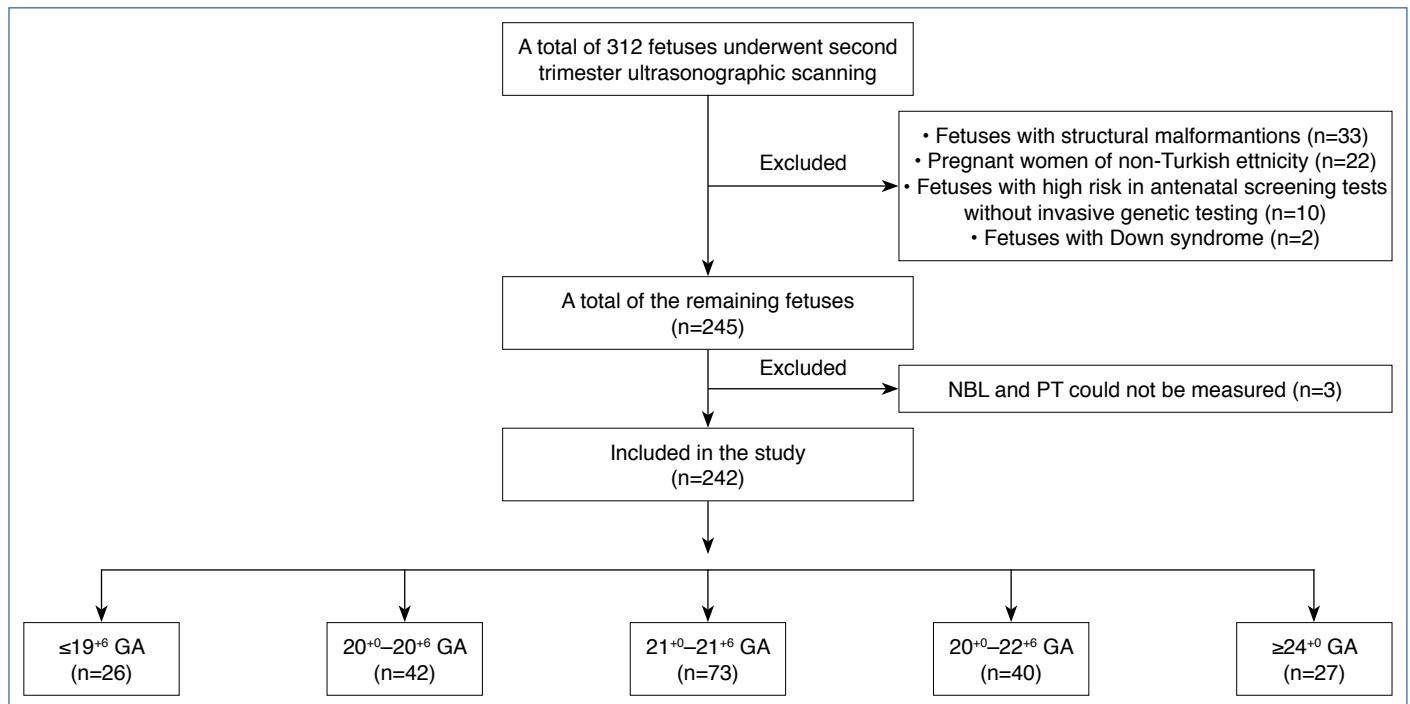 A total of 312 fetuses underwent second
trimester ultrasonographic scanning
Excluded
• Fetuses with structural malformantions (n=33)
• Pregnant women of non-Turkish ettnicity (n=22)
• Fetuses with high risk in antenatal screening tests
without invasive genetic testing (n=10)
• Fetuses with Down syndrome (n=2)
A total of the remaining fetuses
(n=245)
Excluded
NBL and PT could not be measured (n=3)
Included in the study
(n=242)
≤19⁺⁶ GA
(n=26)
20⁺⁰–20⁺⁶ GA
(n=42)
21⁺⁰–21⁺⁶ GA
(n=73)
20⁺⁰–22⁺⁶ GA
(n=40)
≥24⁺⁰ GA
(n=27)